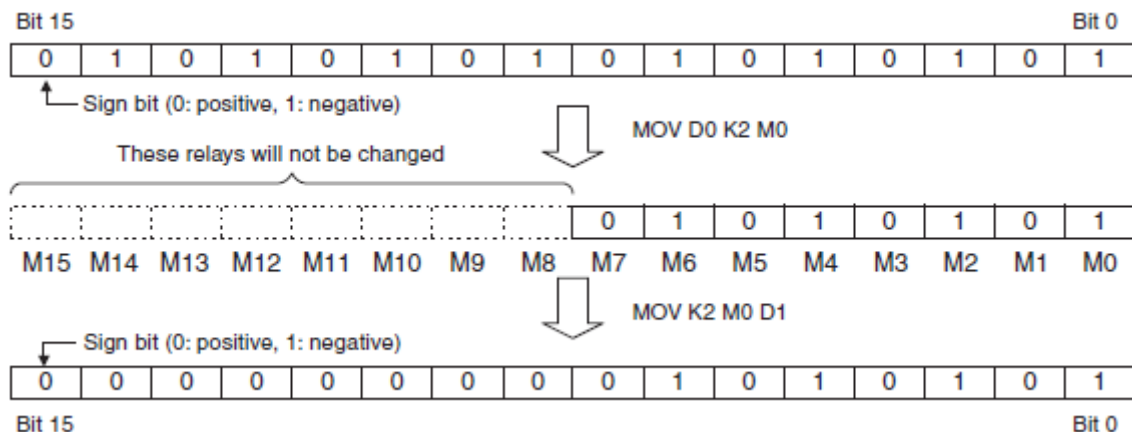 Bit 15 Bit 0
0 1 0 1 0 1 0 1 0 1 0 1 0 1 0 1
Sign bit (0: positive, 1: negative)
MOV D0 K2 M0
These relays will not be changed
0 1 0 1 0 1 0 1
M15 M14 M13 M12 M11 M10 M9 M8 M7 M6 M5 M4 M3 M2 M1 M0
MOV K2 M0 D1
Sign bit (0: positive, 1: negative)
0 0 0 0 0 0 0 0 0 1 0 1 0 1 0 1
Bit 15 Bit 0